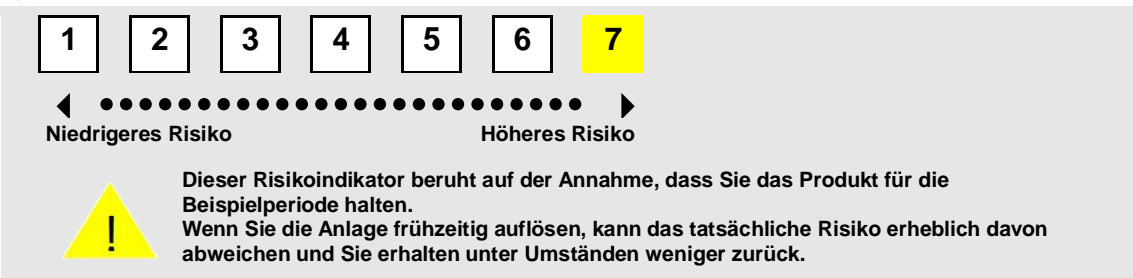 1 2 3 4 5 6 7
Niedrigeres Risiko Höheres Risiko
!
Dieser Risikoindikator beruht auf der Annahme, dass Sie das Produkt für die
Beispielperiode halten.
Wenn Sie die Anlage frühzeitig auflösen, kann das tatsächliche Risiko erheblich davon
abweichen und Sie erhalten unter Umständen weniger zurück.